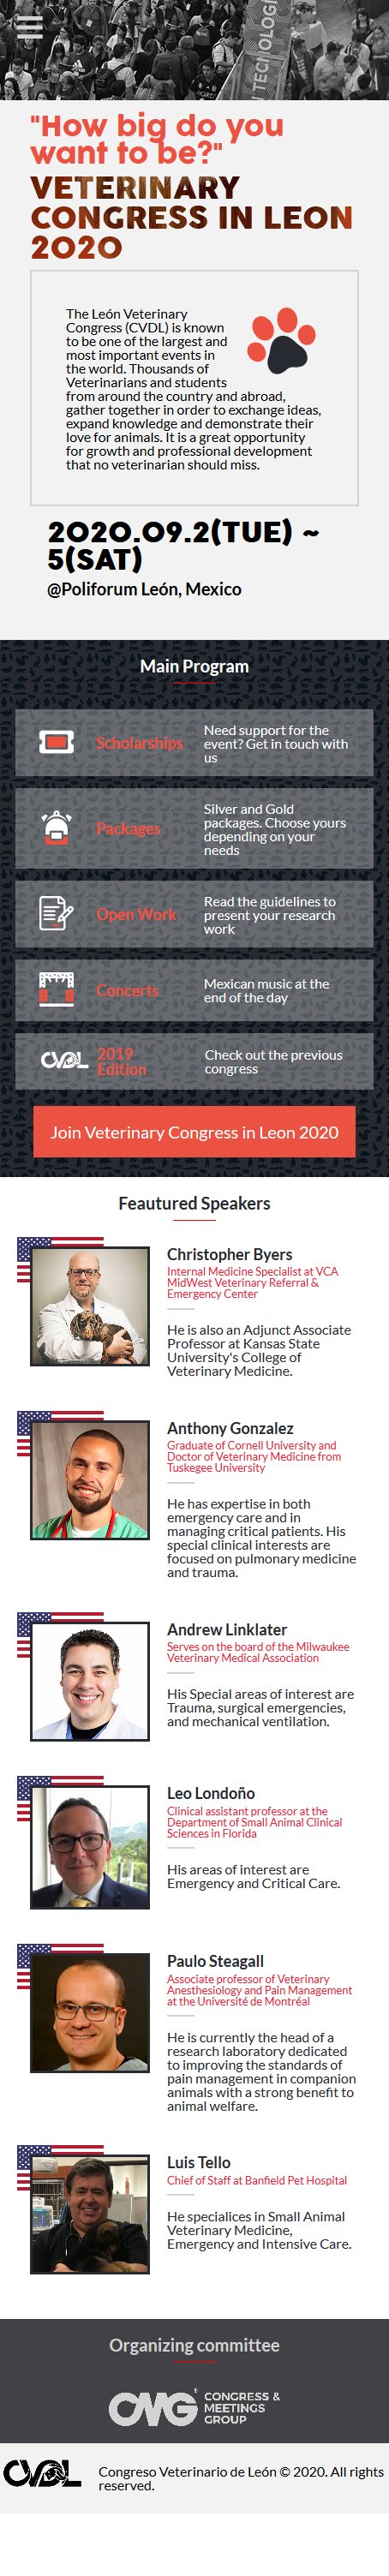 N TECNOLOGI
"How big do you
want to be?"
VETERINARY
CONGRESS IN LEON
2020
The León Veterinary
Congress (CVDL) is known
to be one of the largest and
most important events in
the world. Thousands of
Veterinarians and students
from around the country and abroad,
gather together in order to exchange ideas,
expand knowledge and demonstrate their
love for animals. It is a great opportunity
for growth and professional development
that no veterinarian should miss.
2020.09.2(TUE) ~
5(SAT)
@Poliforum León, Mexico
Main Program
Scholarships
Need support for the
event? Get in touch with
us
Packages
Silver and Gold
packages. Choose yours
depending on your
needs
Open Work
Read the guidelines to
present your research
work
Concerts
Mexican music at the
end of the day
CVDL
2019
Edition
Check out the previous
congress
Join Veterinary Congress in Leon 2020
Feautured Speakers
Christopher Byers
Internal Medicine Specialist at VCA
MidWest Veterinary Referral &
Emergency Center
He is also an Adjunct Associate
Professor at Kansas State
University's College of
Veterinary Medicine.
Anthony Gonzalez
Graduate of Cornell University and
Doctor of Veterinary Medicine from
Tuskegee University
He has expertise in both
emergency care and in
managing critical patients. His
special clinical interests are
focused on pulmonary medicine
and trauma.
Andrew Linklater
Serves on the board of the Milwaukee
Veterinary Medical Association
His Special areas of interest are
Trauma, surgical emergencies,
and mechanical ventilation.
Leo Londoño
Clinical assistant professor at the
Department of Small Animal Clinical
Sciences in Florida
His areas of interest are
Emergency and Critical Care.
Paulo Steagall
Associate professor of Veterinary
Anesthesiology and Pain Management
at the Université de Montréal
He is currently the head of a
research laboratory dedicated
to improving the standards of
pain management in companion
animals with a strong benefit to
animal welfare.
Luis Tello
Chief of Staff at Banfield Pet Hospital
He specialices in Small Animal
Veterinary Medicine,
Emergency and Intensive Care.
Organizing committee
CMG
CONGRESS &
MEETINGS
GROUP
CVDL
Congreso Veterinario de León © 2020. All rights
reserved.